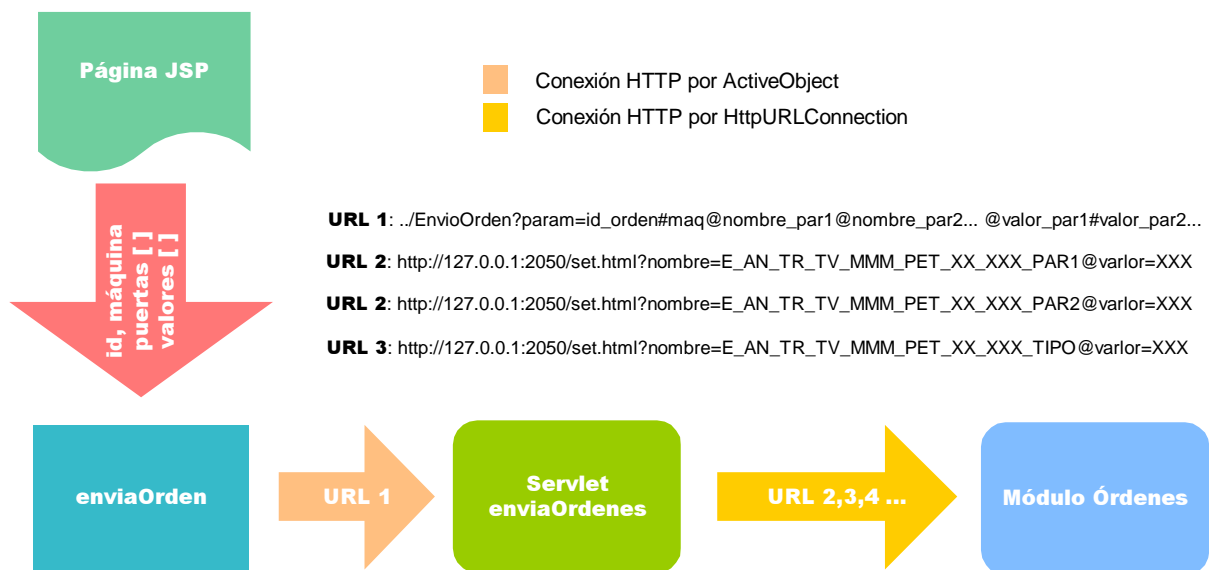 Página JSP
Conexión HTTP por ActiveObject
Conexión HTTP por HttpURLConnection
id, máquina
puertas [ ]
valores [ ]
URL 1: ../EnvioOrden?param=id_orden#maq@nombre_par1@nombre_par2... @valor_par1#valor_par2...
URL 2: http://127.0.0.1:2050/set.html?nombre=E_AN_TR_TV_MMM_PET_XX_XXX_PAR1@varlor=XXX
URL 2: http://127.0.0.1:2050/set.html?nombre=E_AN_TR_TV_MMM_PET_XX_XXX_PAR2@varlor=XXX
URL 3: http://127.0.0.1:2050/set.html?nombre=E_AN_TR_TV_MMM_PET_XX_XXX_TIPO@varlor=XXX
enviaOrden
URL 1
Servlet
enviaOrdenes
URL 2,3,4 ...
Módulo Órdenes